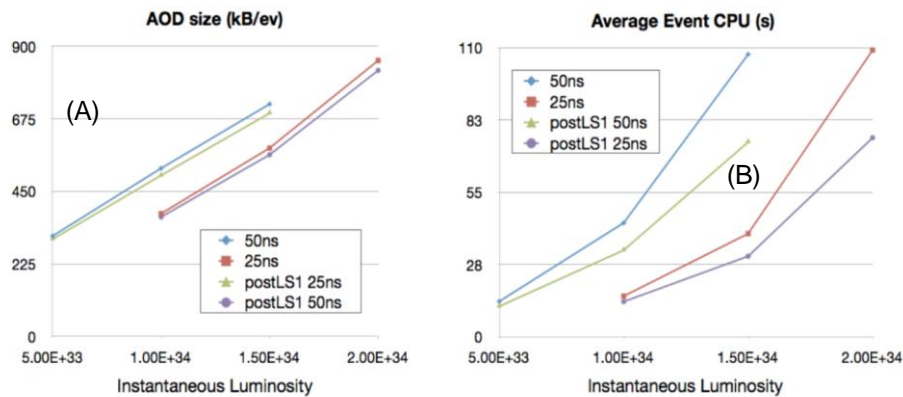 AOD size (kB/ev)
900
675
450
225
0
(A)
50ns
25ns
postLS1 25ns
postLS1 50ns
5.00E+33 1.00E+34 1.50E+34 2.00E+34
Instantaneous Luminosity
Average Event CPU (s)
110
83
55
28
0
50ns
25ns
postLS1 50ns
postLS1 25ns
(B)
5.00E+33 1.00E+34 1.50E+34 2.00E+34
Instantaneous Luminosity